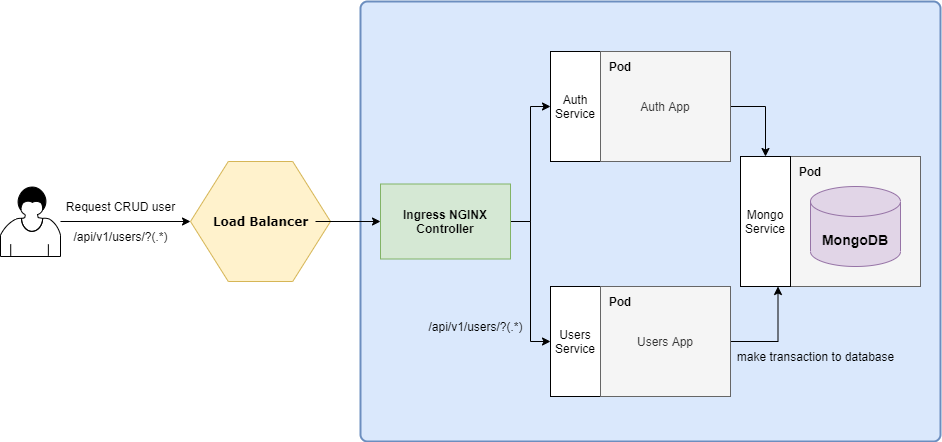 Request CRUD user
/api/v1/users/?(.*)
Load Balancer
Ingress NGINX
Controller
/api/v1/users/?(.*)
Auth
Service
Pod
Auth App
Users
Service
Pod
Users App
Mongo
Service
Pod
MongoDB
make transaction to database